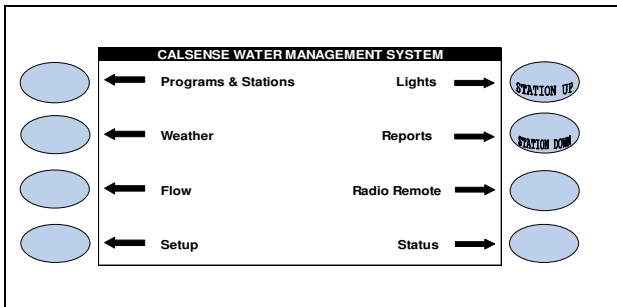 CALSENSE WATER MANAGEMENT SYSTEM
Programs & Stations
Lights
STATION UP
Weather
Reports
STATION DOWN
Flow
Radio Remote
Setup
Status